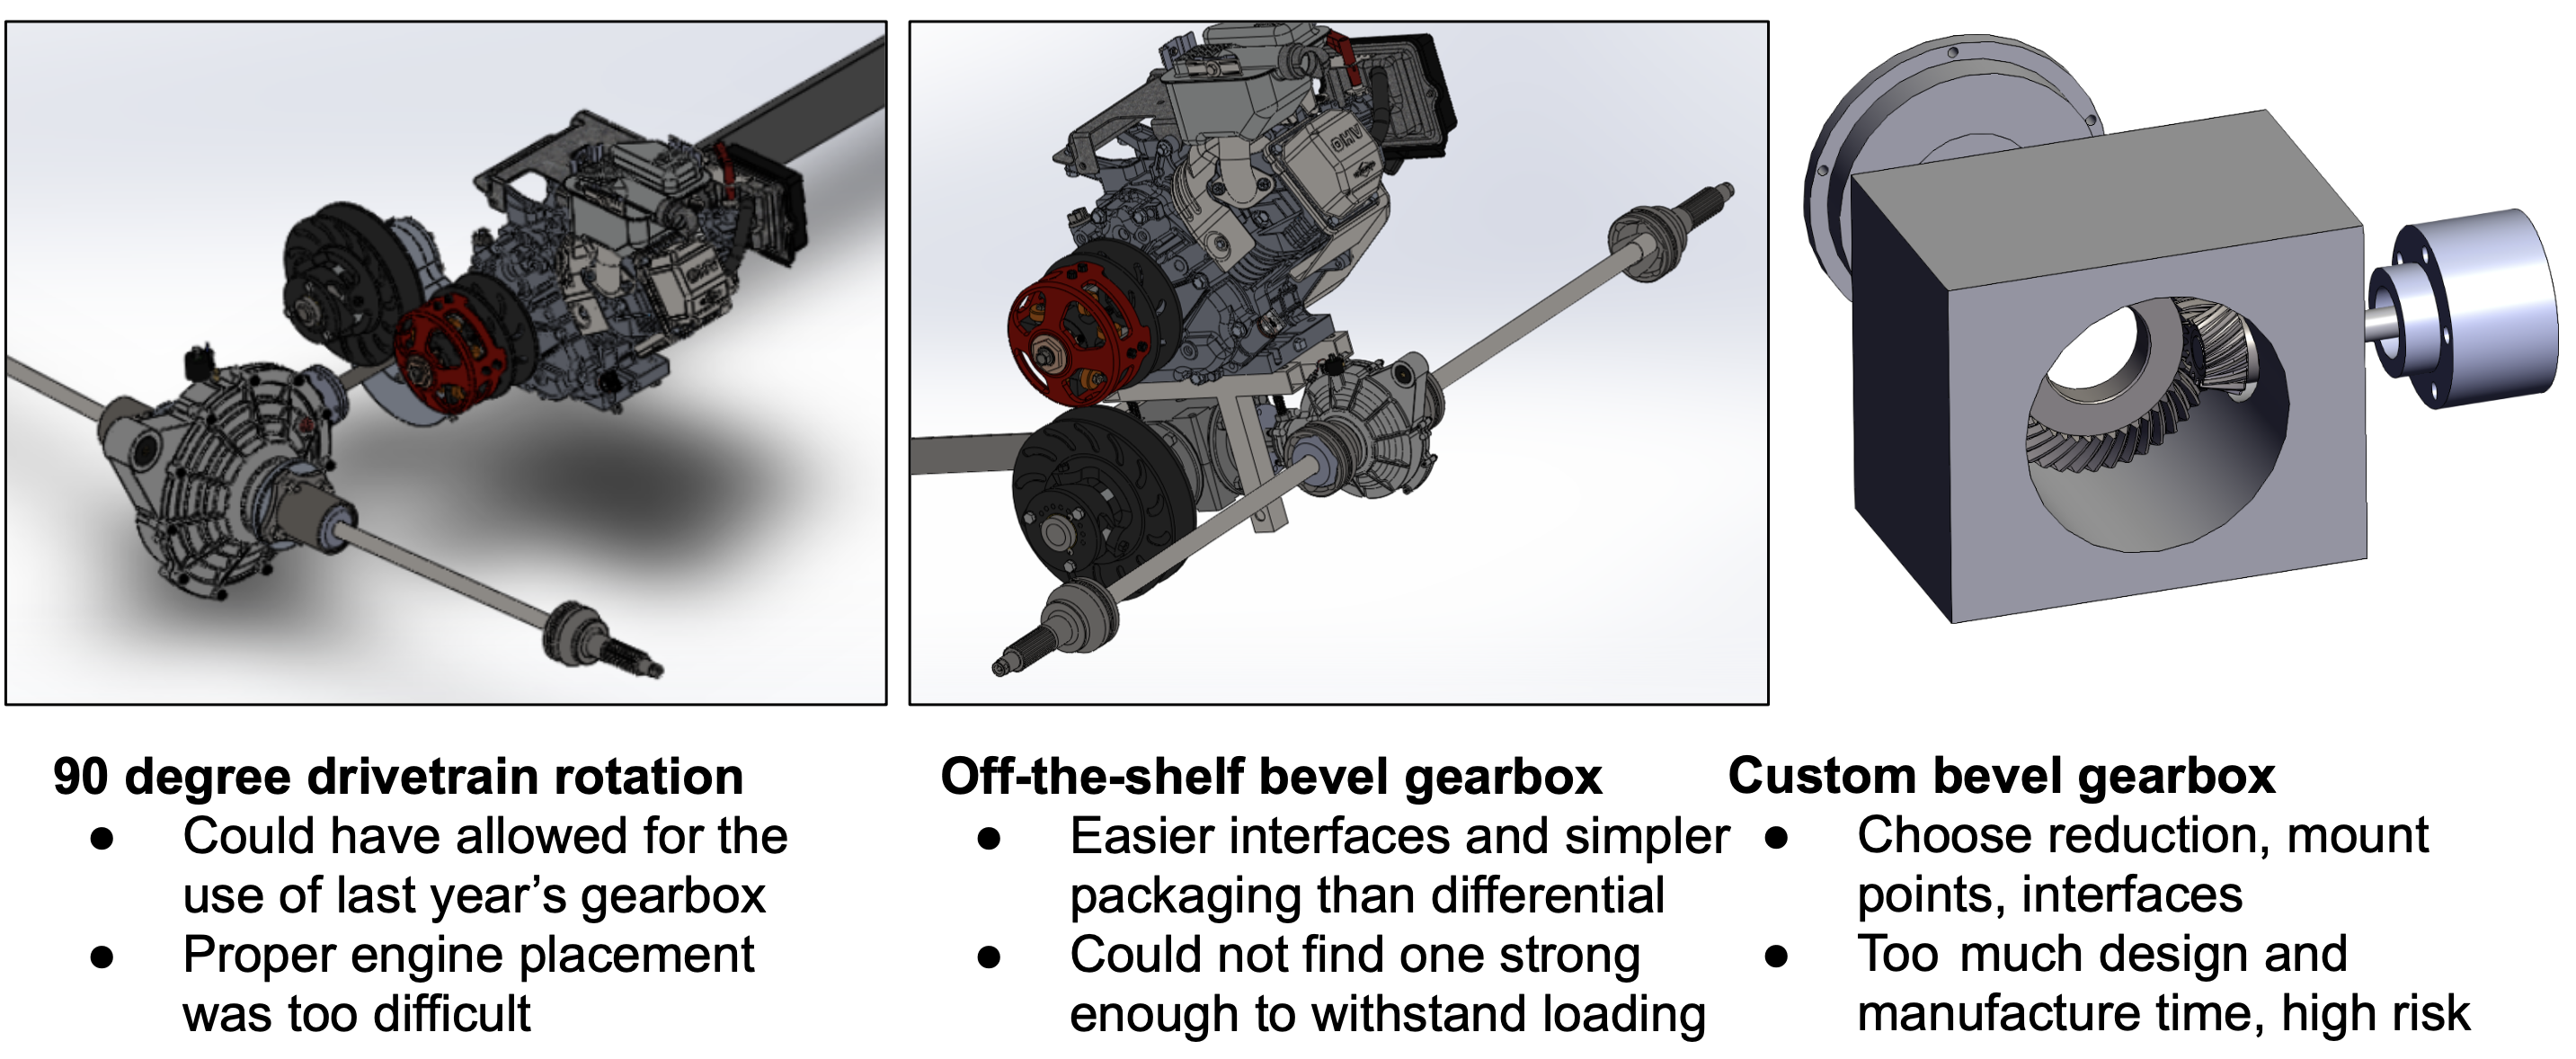 OHV
OHV
90 degree drivetrain rotation
● Could have allowed for the
use of last year’s gearbox
● Proper engine placement
was too difficult
Off-the-shelf bevel gearbox
● Easier interfaces and simpler
packaging than differential
● Could not find one strong
enough to withstand loading
Custom bevel gearbox
● Choose reduction, mount
points, interfaces
● Too much design and
manufacture time, high risk